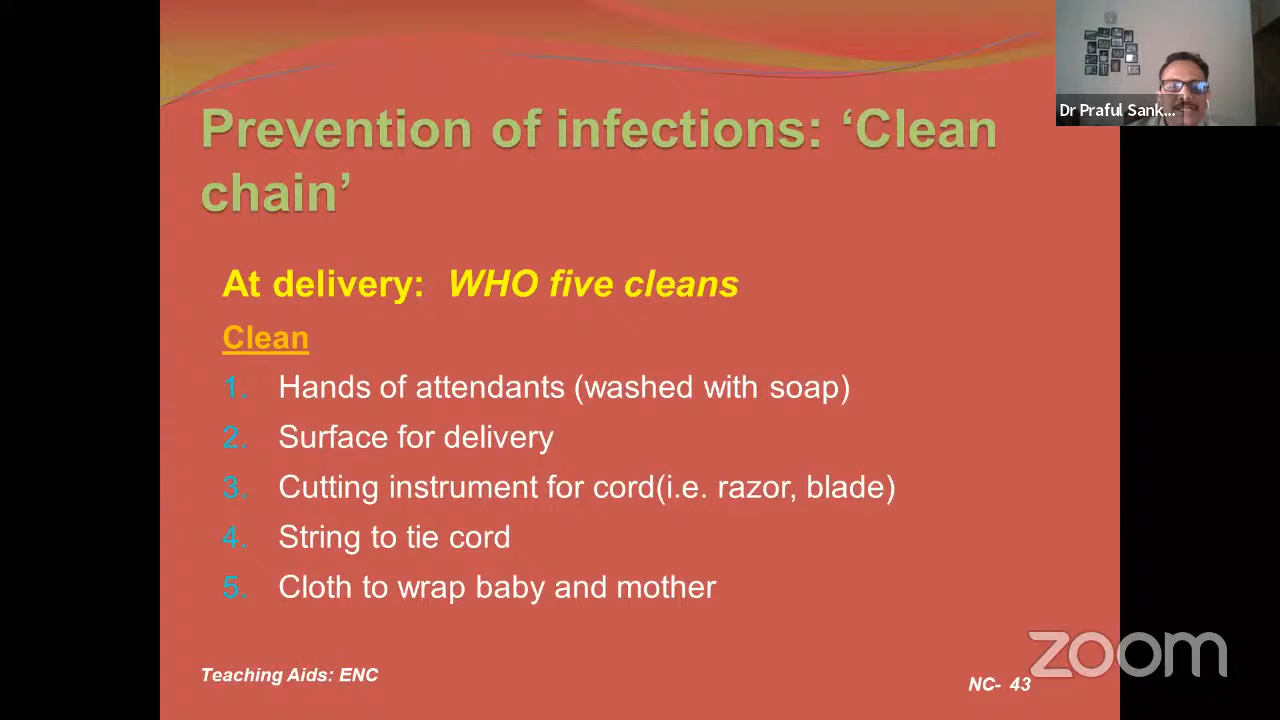 Prevention of infections: ‘Clean
chain’
Dr Praful Sank...
At delivery: WHO five cleans
Clean
1. Hands of attendants (washed with soap)
2. Surface for delivery
3. Cutting instrument for cord(i.e. razor, blade)
4. String to tie cord
5. Cloth to wrap baby and mother
Teaching Aids: ENC
NC- 43
zoom